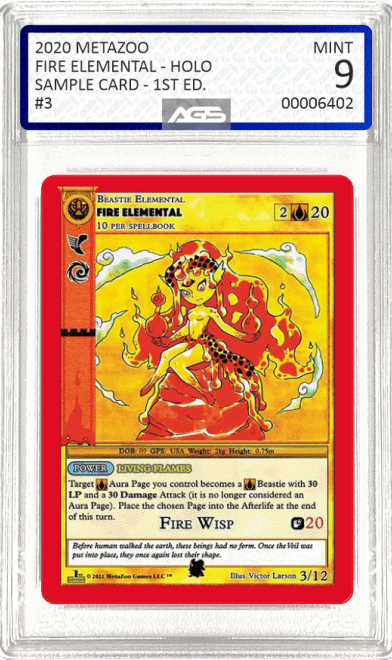 2020 METAZOO MINT
FIRE ELEMENTAL - HOLO 9
SAMPLE CARD - 1ST ED.
#3 AGS 00006402
BEASTIE ELEMENTAL
FIRE ELEMENTAL 2 20
10 PER SPELLBOOK
DOB: ??? GPS: USA Weight: 2kg Height: 0.75m
POWER LIVING FLAMES
Target Aura Page you control becomes a Beastie with 30
LP and a 30 Damage Attack (it is no longer considered an
Aura Page). Place the chosen Page into the Afterlife at the end
of this turn.
FIRE WISP 20
Before human walked the earth, these beings had no form. Once the Veil was
put into place, they once again lost their shape.
1st EDITION © 2021 MetaZoo Games LLC™ Illus. Victor Larson 3/12